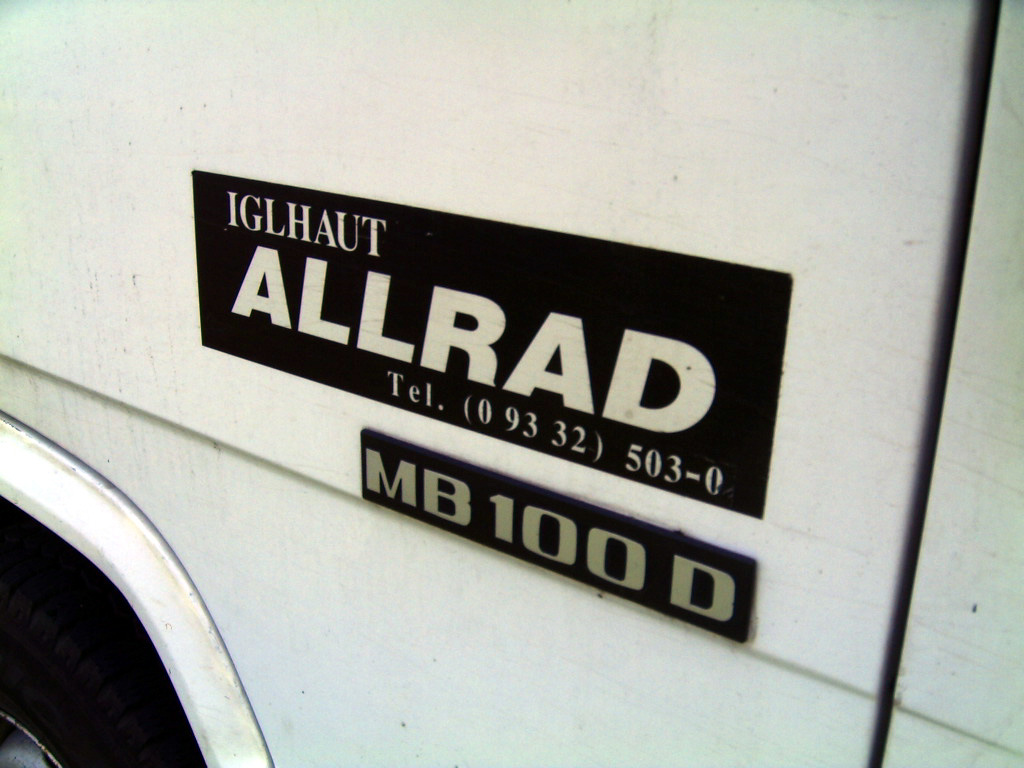 IGLHAUT
ALLRAD
Tel. (0 93 32) 503-0
MB 100 D